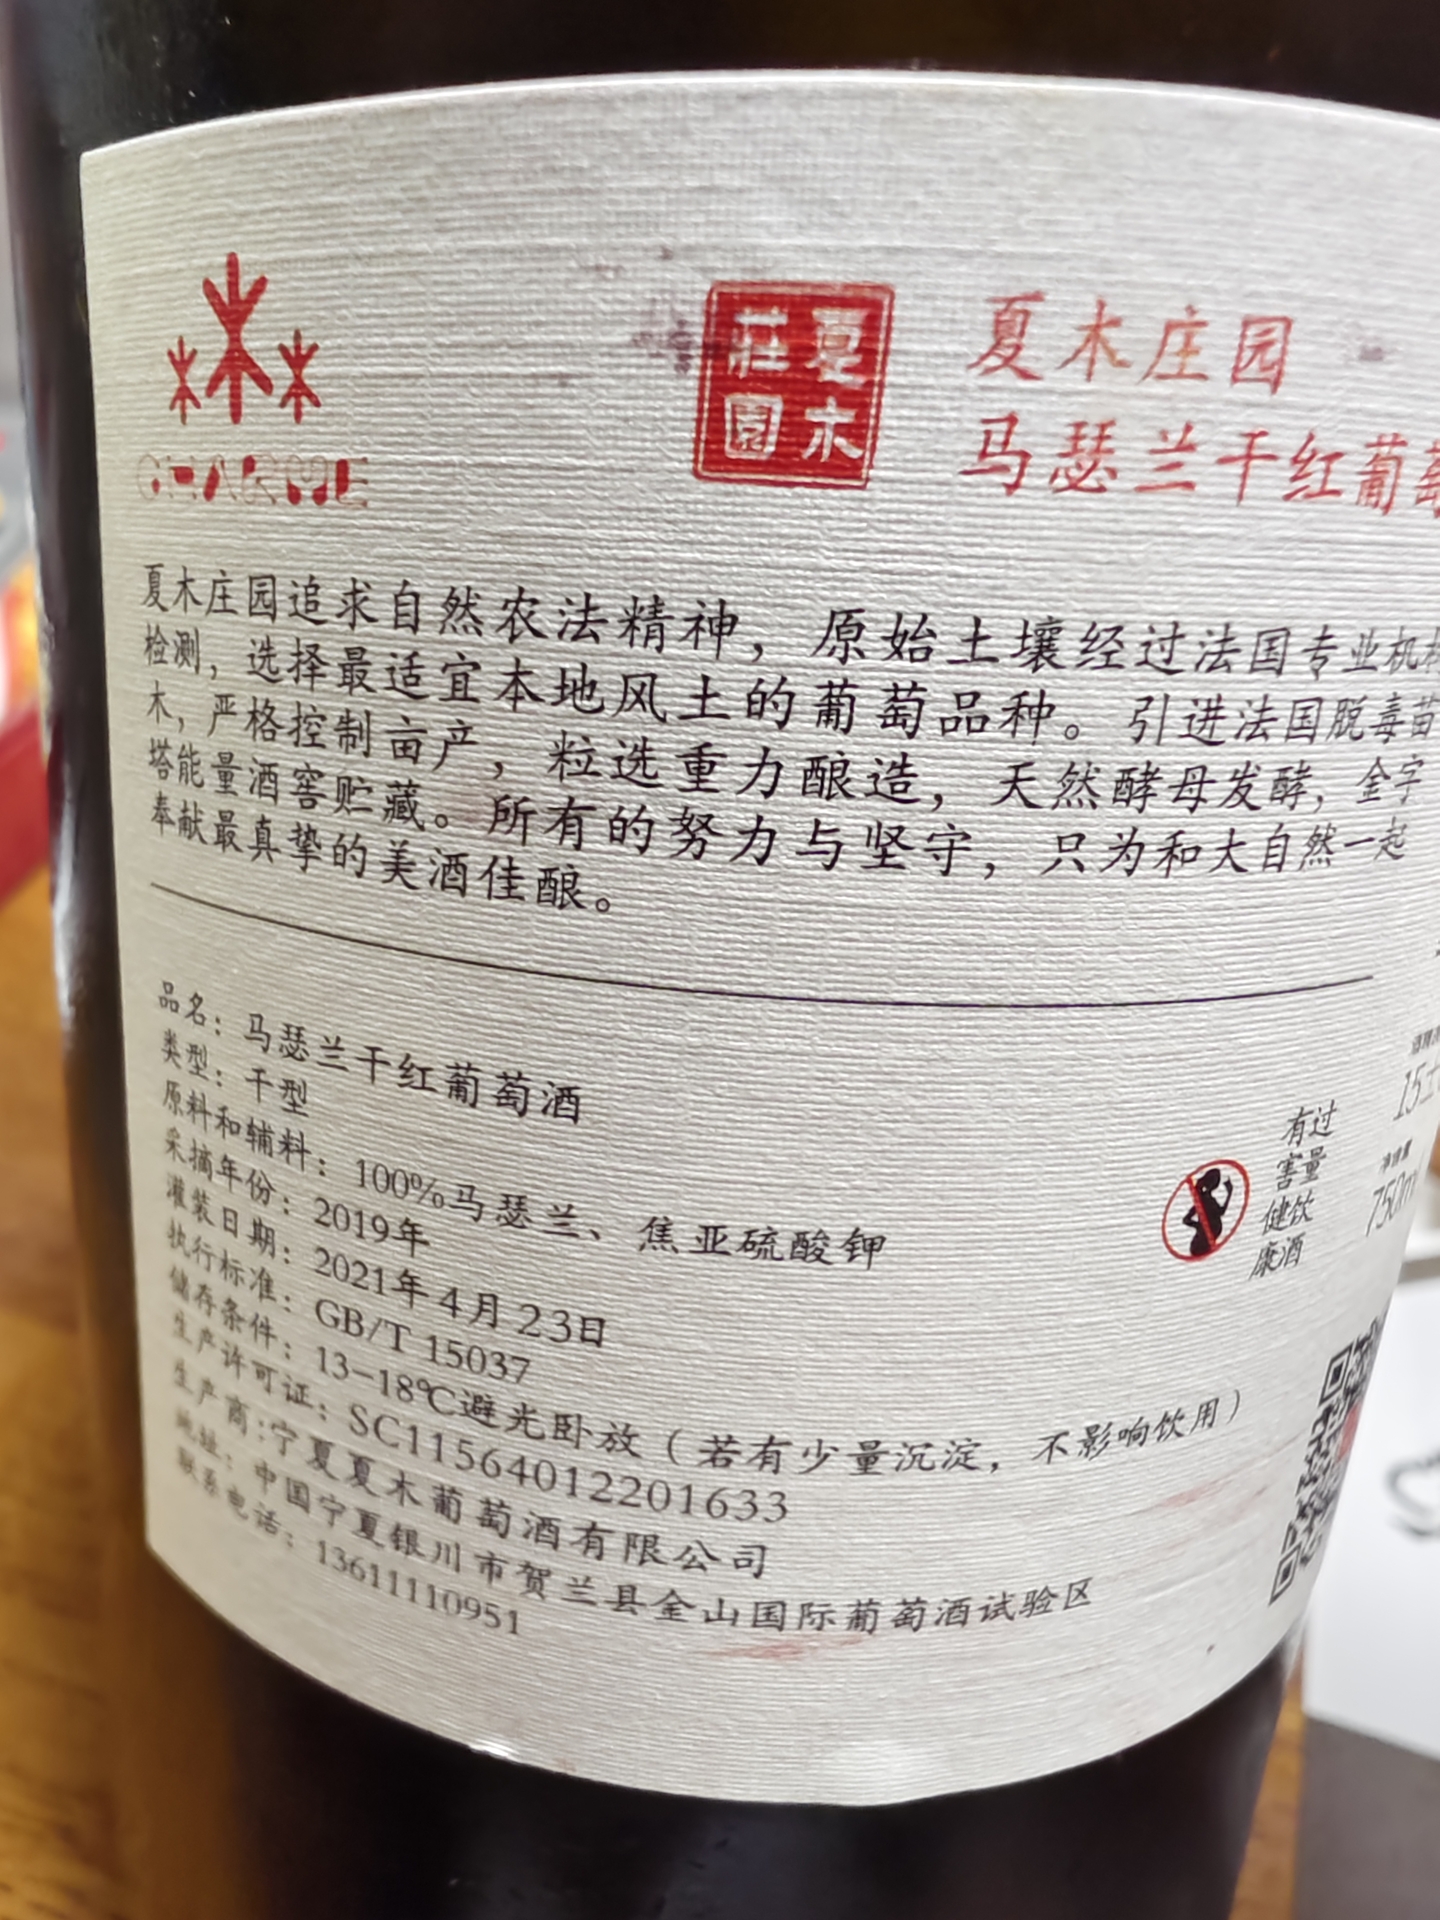 CHARME
夏木
莊園
夏木庄园
马瑟兰干红葡萄
夏木庄园追求自然农法精神，原始土壤经过法国专业机构
检测，选择最适宜本地风土的葡萄品种。引进法国脱毒苗
木，严格控制亩产，粒选重力酿造，天然酵母发酵，金字
塔能量酒窖贮藏。所有的努力与坚守，只为和大自然一起
奉献最真挚的美酒佳酿。
品名：马瑟兰干红葡萄酒
类型：干型
原料和辅料：100%马瑟兰、焦亚硫酸钾
采摘年份：2019年
灌装日期：2021年4月23日
执行标准：GB/T 15037
储存条件：13-18℃避光卧放（若有少量沉淀，不影响饮用）
生产许可证：SC11564012201633
生产商:宁夏夏木葡萄酒有限公司
地址：中国宁夏银川市贺兰县金山国际葡萄酒试验区
联系电话：13611110951
有过
害量
健饮
康酒
15±
净含量
750m